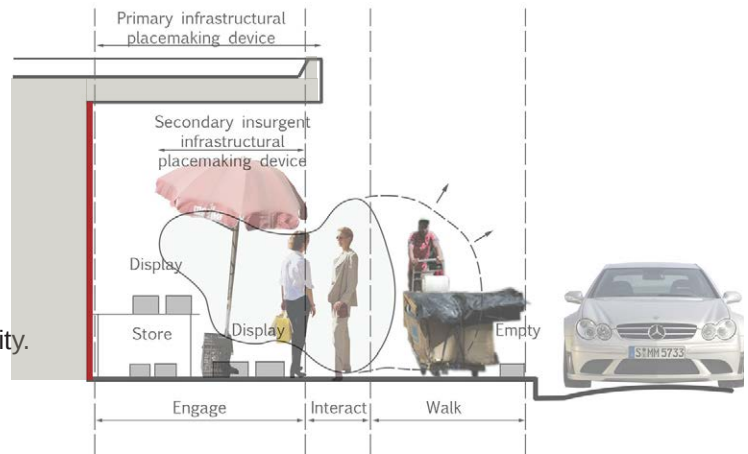 Primary infrastructural
placemaking device
Secondary insurgent
infrastructural
placemaking device
Display
Store
Display
Empty
ity.
S MM 5733
Engage
Interact
Walk